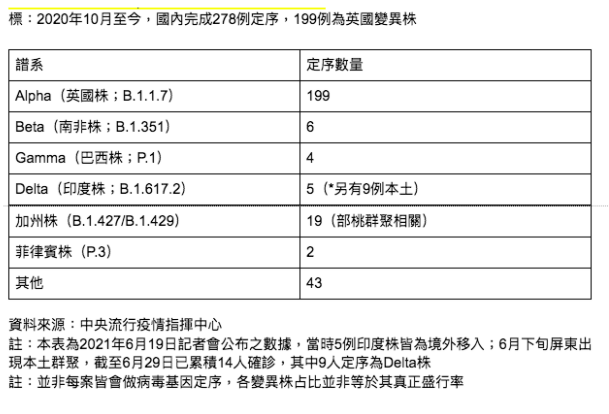 標：2020年10月至今，國內完成278例定序，199例為英國變異株
譜系 定序數量
Alpha（英國株；B.1.1.7） 199
Beta（南非株；B.1.351） 6
Gamma（巴西株；P.1） 4
Delta（印度株；B.1.617.2） 5（*另有9例本土）
加州株（B.1.427/B.1.429） 19（部桃群聚相關）
菲律賓株（P.3） 2
其他 43
資料來源：中央流行疫情指揮中心
註：本表為2021年6月19日記者會公布之數據，當時5例印度株皆為境外移入；6月下旬屏東出
現本土群聚，截至6月29日已累積14人確診，其中9人定序為Delta株
註：並非每案皆會做病毒基因定序，各變異株占比並非等於其真正盛行率